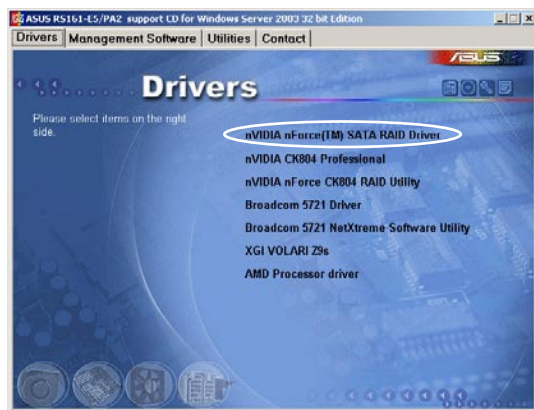 ASUS RS161-E5/PA2 support CD for Windows Server 2003 32 bit Edition
Drivers Management Software Utilities Contact
ASUS
Drivers
Please select items on the right
side.
nVIDIA nForce(TM) SATA RAID Driver
nVIDIA CK804 Professional
nVIDIA nForce CK804 RAID Utility
Broadcom 5721 Driver
Broadcom 5721 NetXtreme Software Utility
XGI VOLARI Z9s
AMD Processor driver